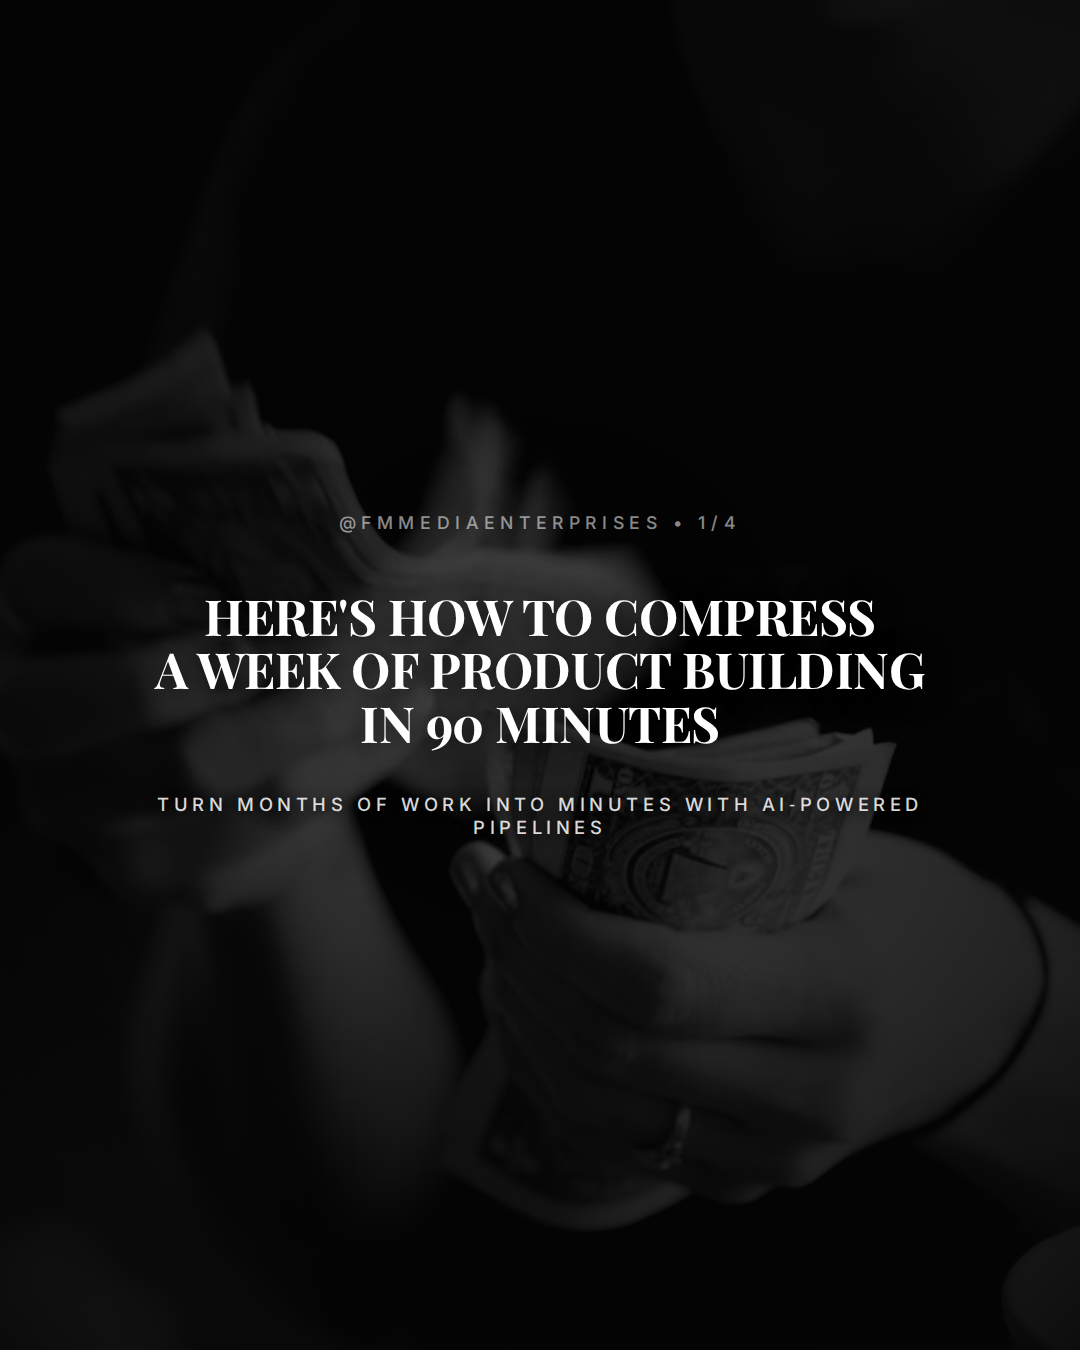 @FMMEDIAENTERPRISES • 1/4
HERE'S HOW TO COMPRESS
A WEEK OF PRODUCT BUILDING
IN 90 MINUTES
TURN MONTHS OF WORK INTO MINUTES WITH AI-POWERED
PIPELINES